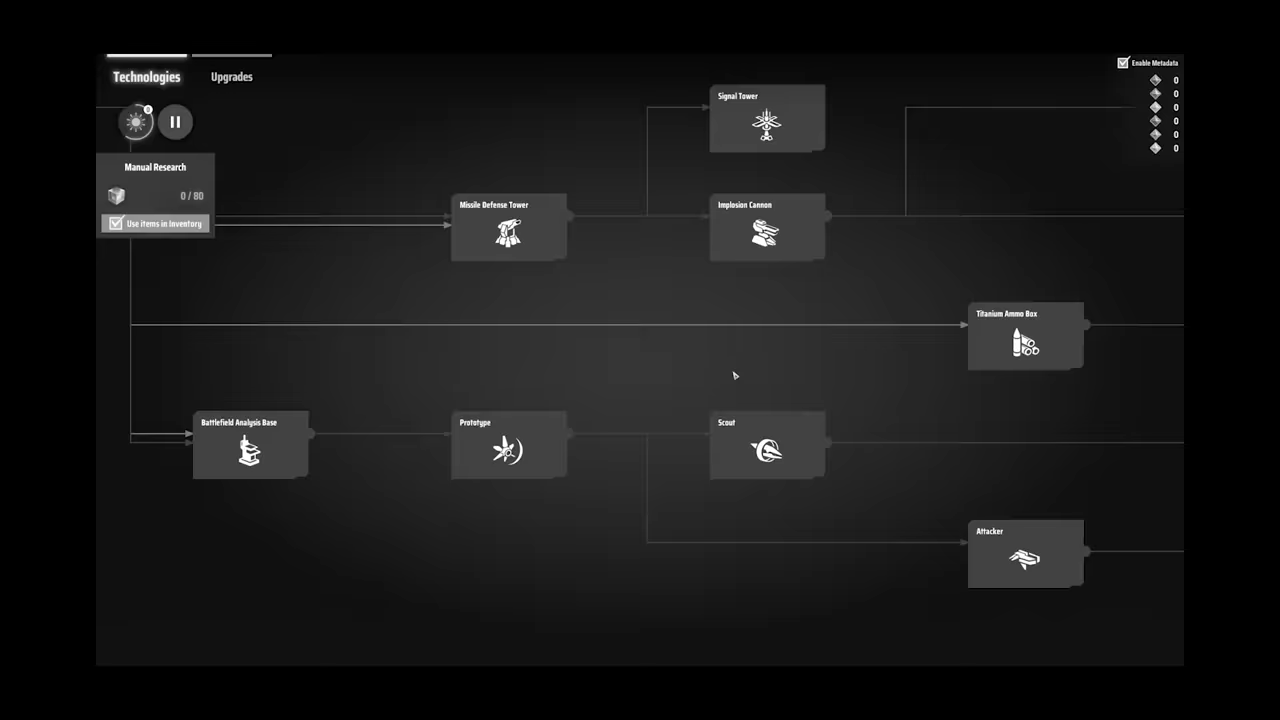 Technologies
Upgrades
Enable Metadata
0
0
0
0
0
0
0
Manual Research
0 / 80
Use items in Inventory
Signal Tower
Missile Defense Tower
Implosion Cannon
Titanium Ammo Box
Battlefield Analysis Base
Prototype
Scout
Attacker